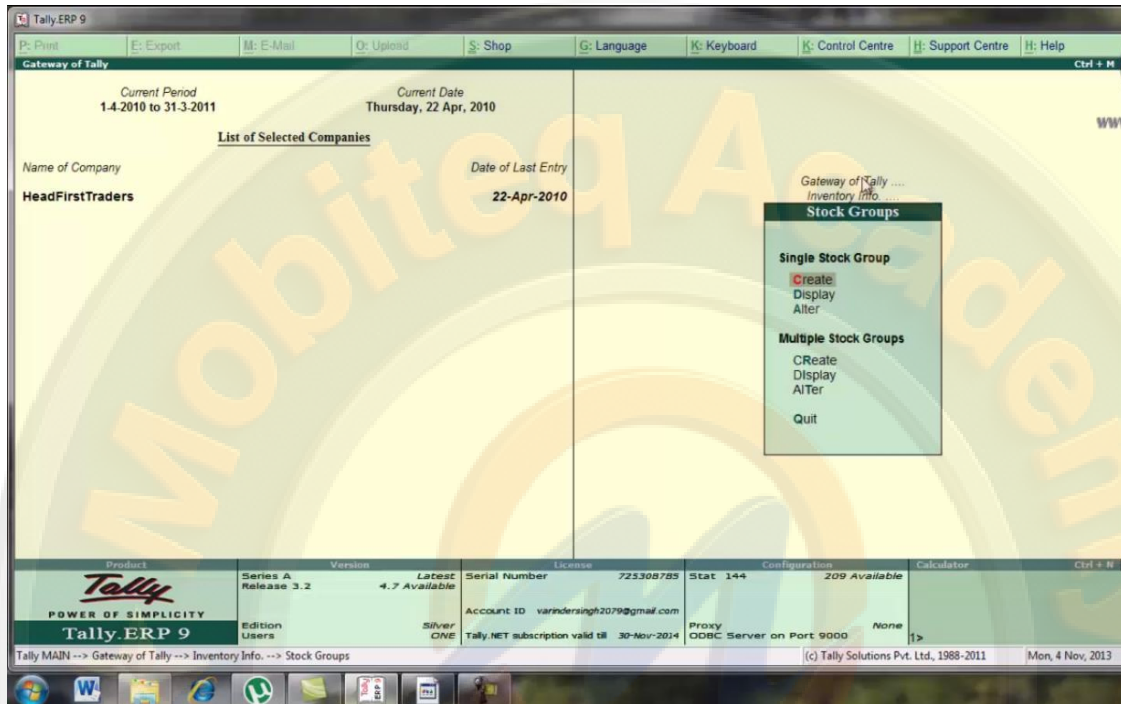 Tally.ERP 9
P: Print E: Export M: E-Mail O: Upload S: Shop G: Language K: Keyboard K: Control Centre H: Support Centre H: Help
Gateway of Tally Ctrl + M
Current Period Current Date
1-4-2010 to 31-3-2011 Thursday, 22 Apr, 2010
WWW
List of Selected Companies
Name of Company Date of Last Entry
HeadFirstTraders 22-Apr-2010
Gateway of Tally ....
Inventory Info. ....
Stock Groups
Single Stock Group
Create
Display
Alter
Multiple Stock Groups
CReate
DIsplay
AlTer
Quit
Mobiteq Academy
Product Version License Configuration Calculator Ctrl + N
Tally
POWER OF SIMPLICITY
Tally.ERP 9
Series A Latest
Release 3.2 4.7 Available
Edition Silver
Users ONE
Serial Number 725308785
Account ID varindersingh2079@gmail.com
Tally.NET subscription valid till 30-Nov-2014
Stat 144 209 Available
Proxy None
ODBC Server on Port 9000
1>
Tally MAIN --> Gateway of Tally --> Inventory Info. --> Stock Groups (c) Tally Solutions Pvt. Ltd., 1988-2011 Mon, 4 Nov, 2013